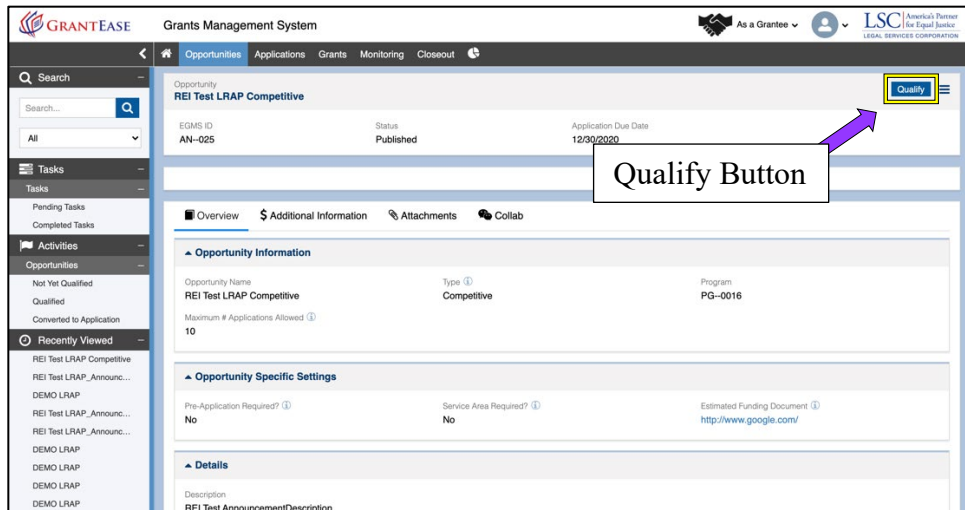 GRANTEASE Grants Management System As a Grantee LSC America's Partner for Equal Justice LEGAL SERVICES CORPORATION
Opportunities Applications Grants Monitoring Closeout
Search
Search...
All
Tasks
Tasks
Pending Tasks
Completed Tasks
Activities
Opportunities
Not Yet Qualified
Qualified
Converted to Application
Recently Viewed
REI Test LRAP Competitive
REI Test LRAP_Announc...
DEMO LRAP
REI Test LRAP_Announc...
REI Test LRAP_Announc...
DEMO LRAP
DEMO LRAP
DEMO LRAP
DEMO LRAP
Opportunity
REI Test LRAP Competitive
Qualify
EGMS ID Status Application Due Date
AN--025 Published 12/30/2020
Qualify Button
Overview $ Additional Information Attachments Collab
Opportunity Information
Opportunity Name Type Program
REI Test LRAP Competitive Competitive PG--0016
Maximum # Applications Allowed
10
Opportunity Specific Settings
Pre-Application Required? Service Area Required? Estimated Funding Document
No No http://www.google.com/
Details
Description
REI Test AnnouncementDescription